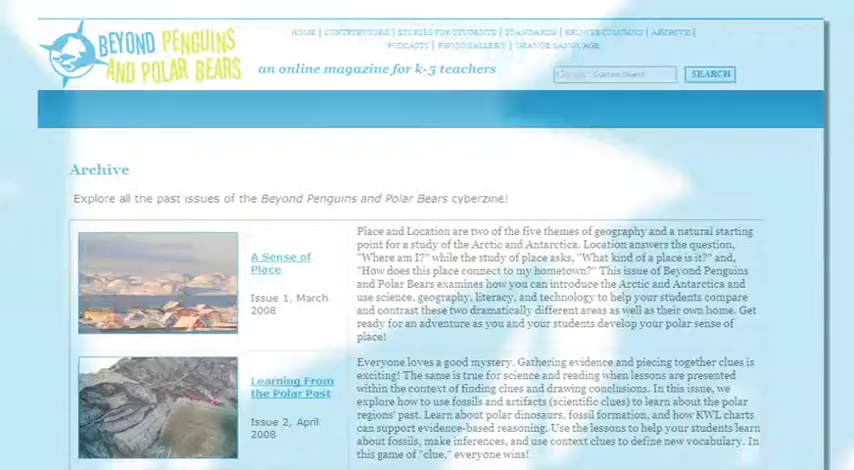 BEYOND PENGUINS
AND POLAR BEARS
HOME | CONTRIBUTORS | STORIES FOR STUDENTS | STANDARDS | BROWSE COLUMNS | ARCHIVE |
PODCASTS | PHOTO GALLERY | CHANGE LANGUAGE
an online magazine for k-5 teachers
Custom Search
SEARCH
Archive
Explore all the past issues of the Beyond Penguins and Polar Bears cyberzine!
A Sense of
Place
Issue 1, March
2008
Place and Location are two of the five themes of geography and a natural starting
point for a study of the Arctic and Antarctica. Location answers the question,
"Where am I?" while the study of place asks, "What kind of a place is it?" and,
"How does this place connect to my hometown?" This issue of Beyond Penguins
and Polar Bears examines how you can introduce the Arctic and Antarctica and
use science, geography, literacy, and technology to help your students compare
and contrast these two dramatically different areas as well as their own home. Get
ready for an adventure as you and your students develop your polar sense of
place!
Learning From
the Polar Past
Issue 2, April
2008
Everyone loves a good mystery. Gathering evidence and piecing together clues is
exciting! The same is true for science and reading when lessons are presented
within the context of finding clues and drawing conclusions. In this issue, we
explore how to use fossils and artifacts (scientific clues) to learn about the polar
regions' past. Learn about polar dinosaurs, fossil formation, and how KWL charts
can support evidence-based reasoning. Use the lessons to help your students learn
about fossils, make inferences, and use context clues to define new vocabulary. In
this game of "clue," everyone wins!